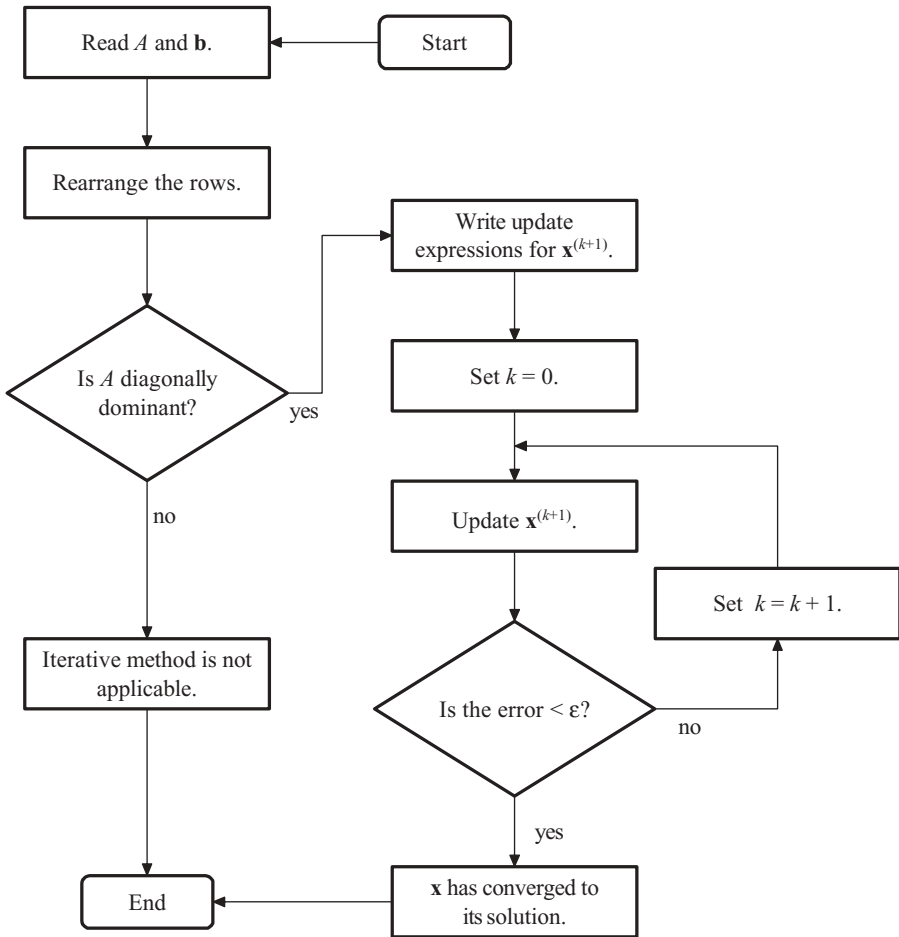 Start
Read A and b.
Rearrange the rows.
Is A diagonally
dominant?
yes
no
Iterative method is not
applicable.
Write update
expressions for x^(k+1).
Set k = 0.
Update x^(k+1).
Is the error < ε?
no
Set k = k + 1.
yes
x has converged to
its solution.
End